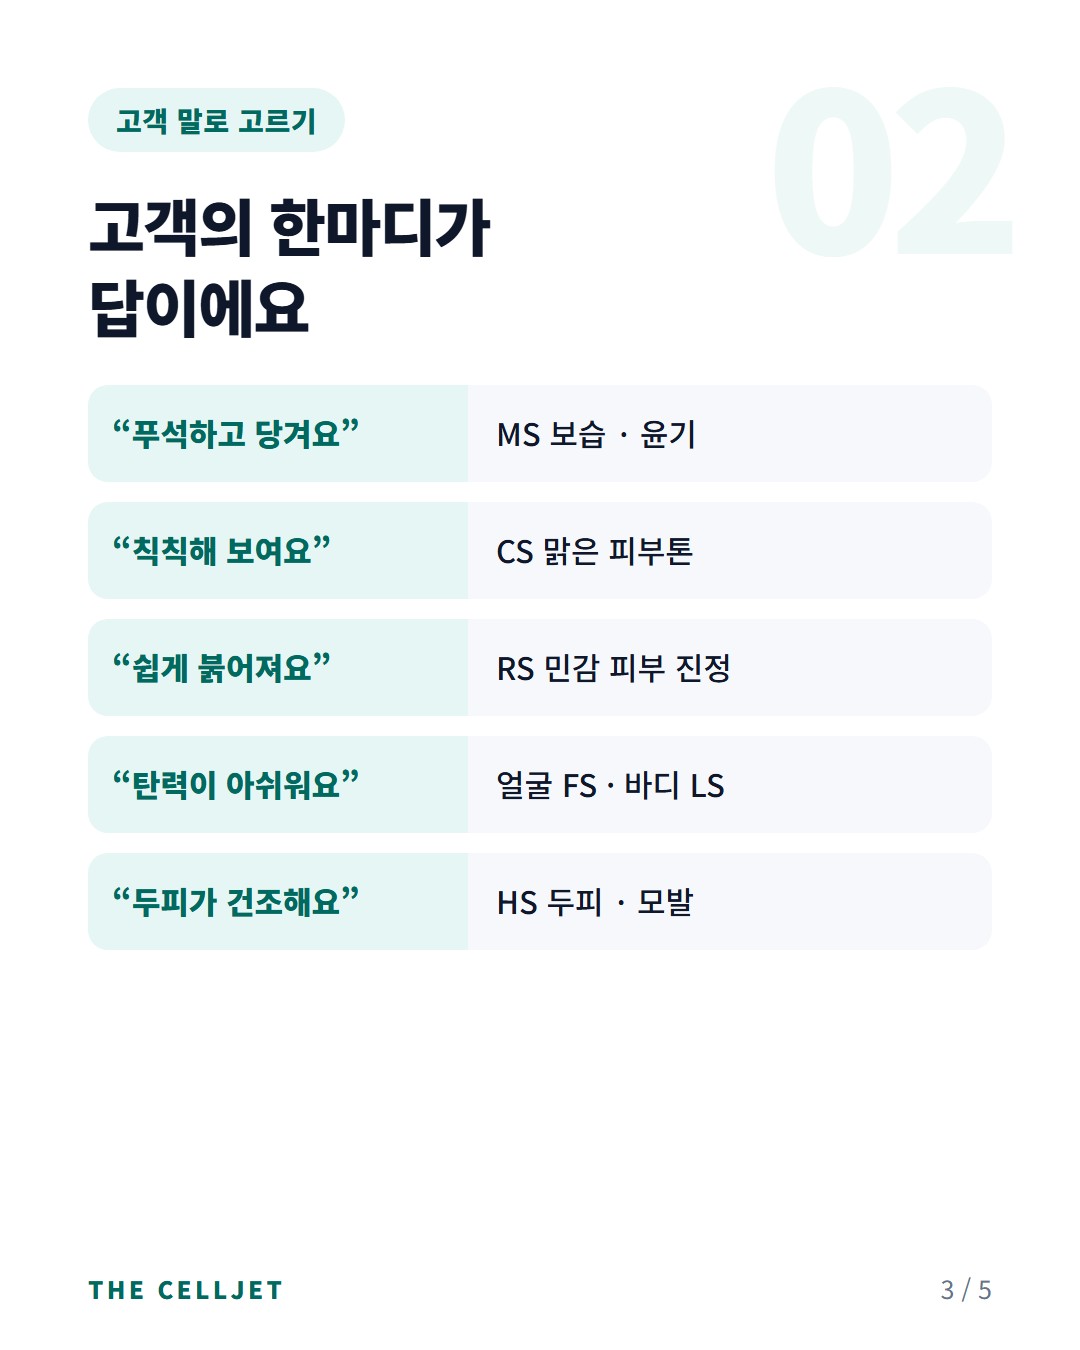 고객 말로 고르기
02
고객의 한마디가
답이에요
“푸석하고 당겨요” MS 보습 · 윤기
“칙칙해 보여요” CS 맑은 피부톤
“쉽게 붉어져요” RS 민감 피부 진정
“탄력이 아쉬워요” 얼굴 FS · 바디 LS
“두피가 건조해요” HS 두피 · 모발
THE CELLJET 3 / 5